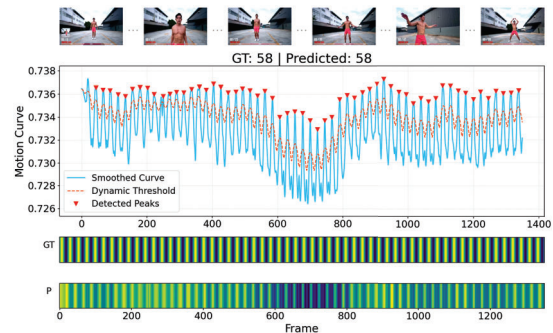 GT: 58 | Predicted: 58
0.738
0.736
0.734
0.732
0.730
0.728
0.726
Motion Curve
Smoothed Curve
Dynamic Threshold
Detected Peaks
0 200 400 600 800 1000 1200 1400
GT
P
0 200 400 600 800 1000 1200
Frame